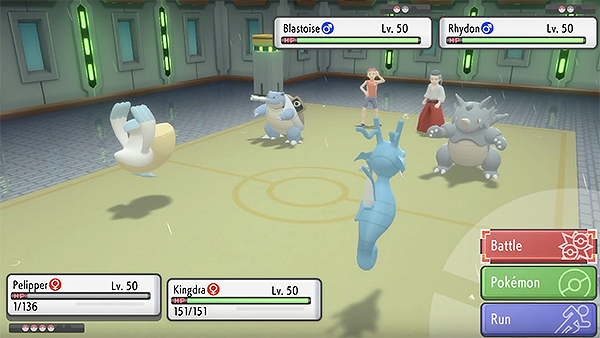 Blastoise♂ Lv. 50
HP
Rhydon♂ Lv. 50
HP
Battle
Pokémon
Run
Pelipper♀ Lv. 50
HP
1/136
Kingdra♀ Lv. 50
HP
151/151